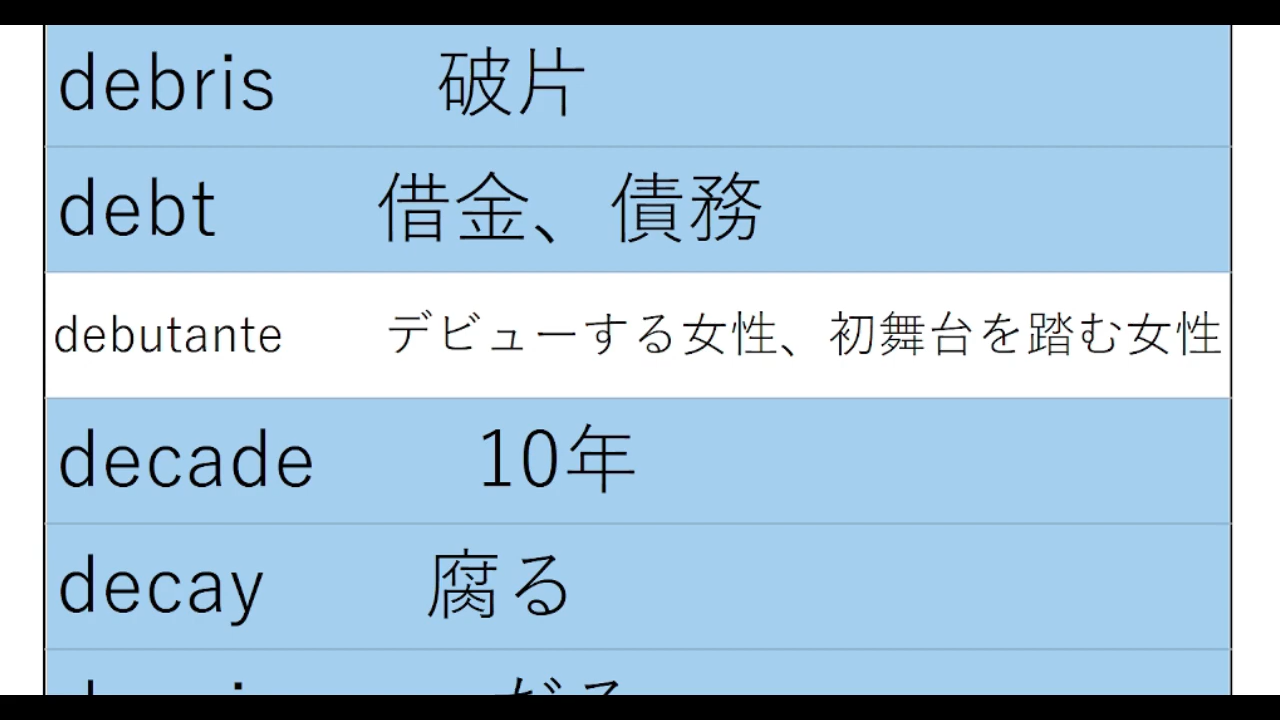 debris 破片
debt 借金、債務
debutante デビューする女性、初舞台を踏む女性
decade 10年
decay 腐る